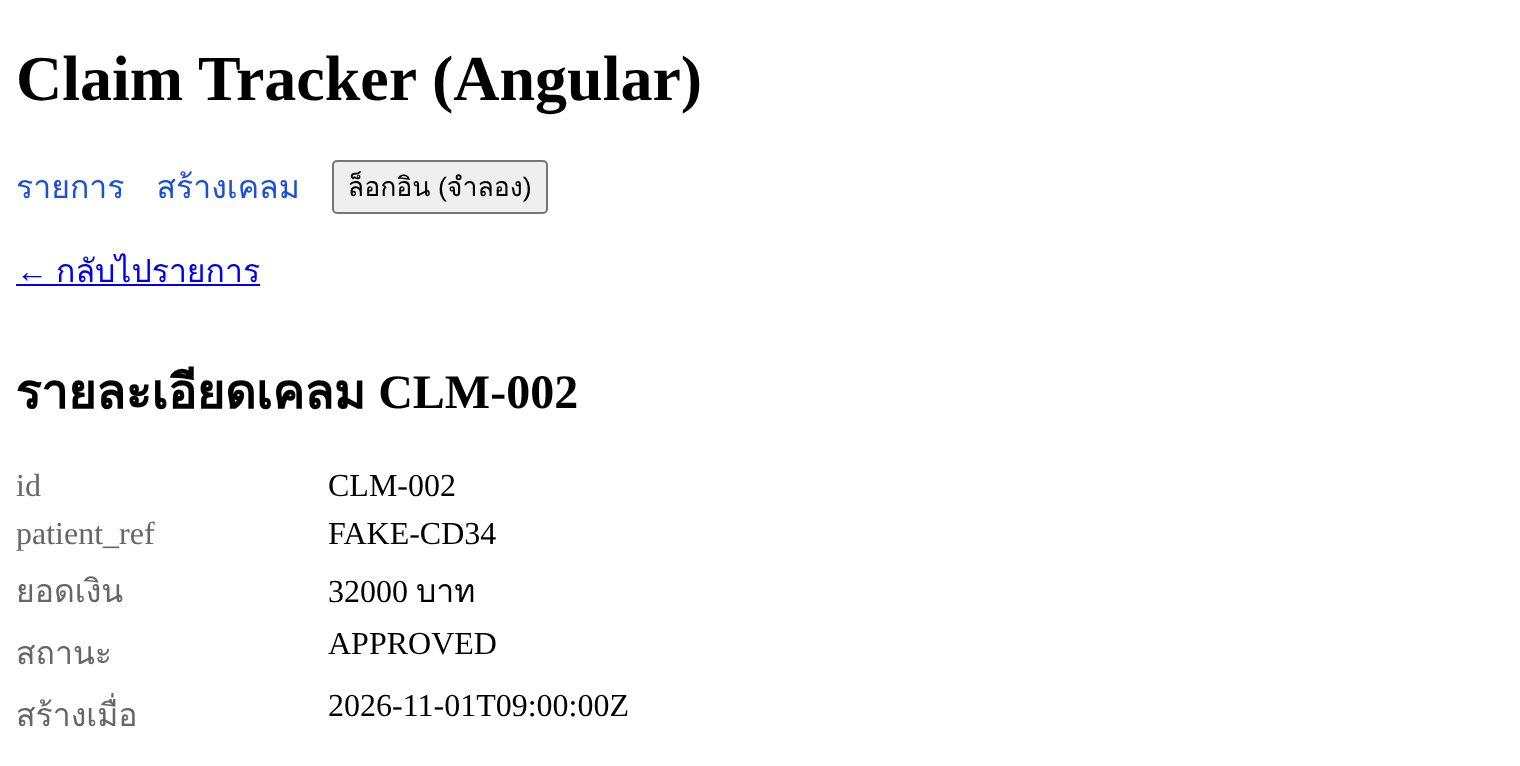 Claim Tracker (Angular)
รายการ สร้างเคลม ล็อกอิน (จำลอง)
← กลับไปรายการ
รายละเอียดเคลม CLM-002
id CLM-002
patient_ref FAKE-CD34
ยอดเงิน 32000 บาท
สถานะ APPROVED
สร้างเมื่อ 2026-11-01T09:00:00Z